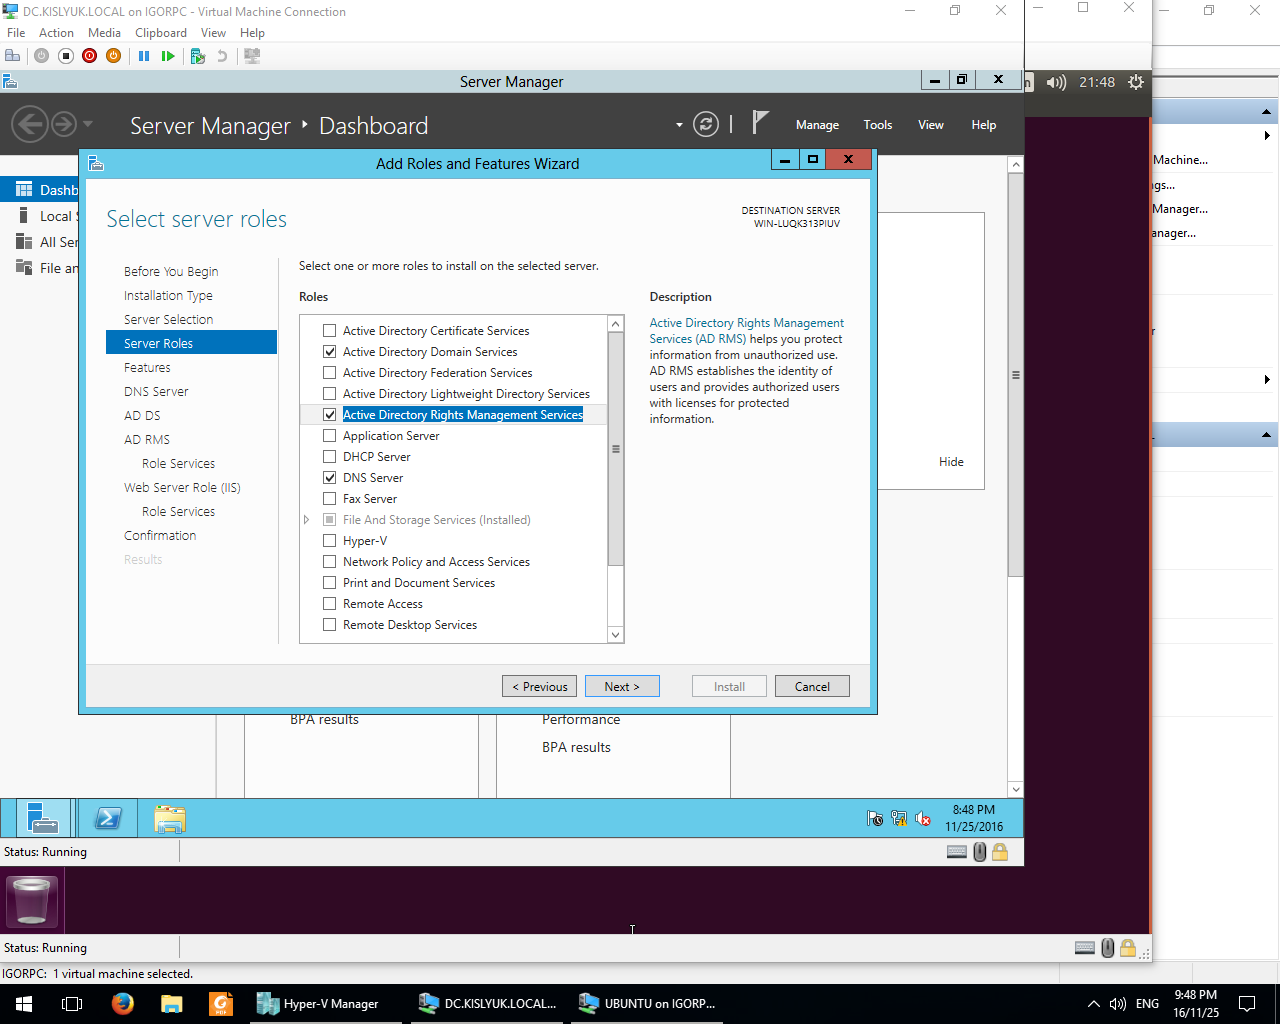 DC.KISLYUK.LOCAL on IGORPC - Virtual Machine Connection
File Action Media Clipboard View Help
Server Manager
21:48
Server Manager • Dashboard
Manage Tools View Help
Add Roles and Features Wizard
Machine...
Dashb
gs...
Local S
Manager...
All Ser
anager...
File an
Select server roles
DESTINATION SERVER
WIN-LUQK313PIUV
Before You Begin
Installation Type
Server Selection
Server Roles
Features
DNS Server
AD DS
AD RMS
Role Services
Web Server Role (IIS)
Role Services
Confirmation
Results
Select one or more roles to install on the selected server.
Roles
Active Directory Certificate Services
Active Directory Domain Services
Active Directory Federation Services
Active Directory Lightweight Directory Services
Active Directory Rights Management Services
Application Server
DHCP Server
DNS Server
Fax Server
File And Storage Services (Installed)
Hyper-V
Network Policy and Access Services
Print and Document Services
Remote Access
Remote Desktop Services
Description
Active Directory Rights Management
Services (AD RMS) helps you protect
information from unauthorized use.
AD RMS establishes the identity of
users and provides authorized users
with licenses for protected
information.
Hide
< Previous Next > Install Cancel
BPA results
Performance
BPA results
8:48 PM
11/25/2016
Status: Running
Status: Running
IGORPC: 1 virtual machine selected.
PDF
Hyper-V Manager
DC.KISLYUK.LOCAL...
UBUNTU on IGORP...
ENG
9:48 PM
16/11/25